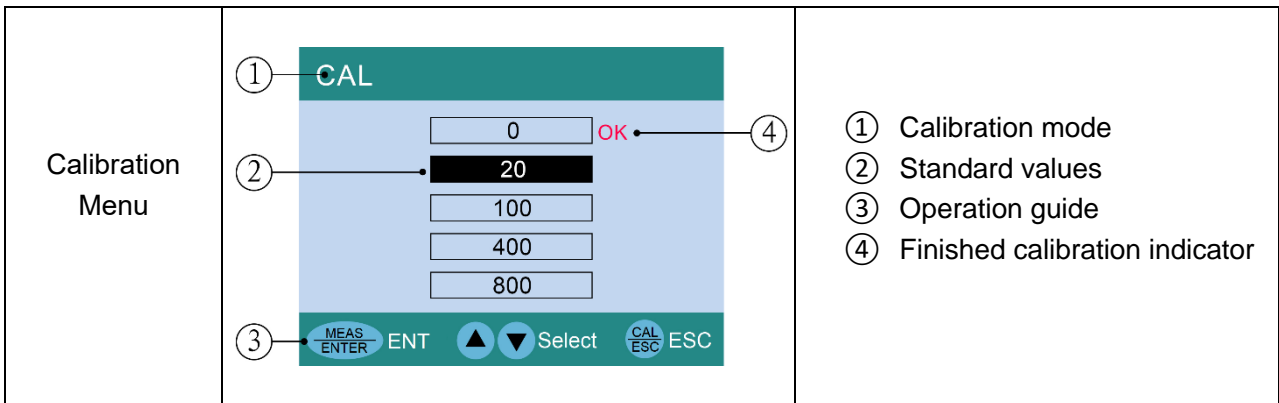 Calibration
Menu
① CAL
0 OK ④
② 20
100
400
800
③ MEAS
ENTER ENT ▲ ▼ Select CAL
ESC ESC
① Calibration mode
② Standard values
③ Operation guide
④ Finished calibration indicator